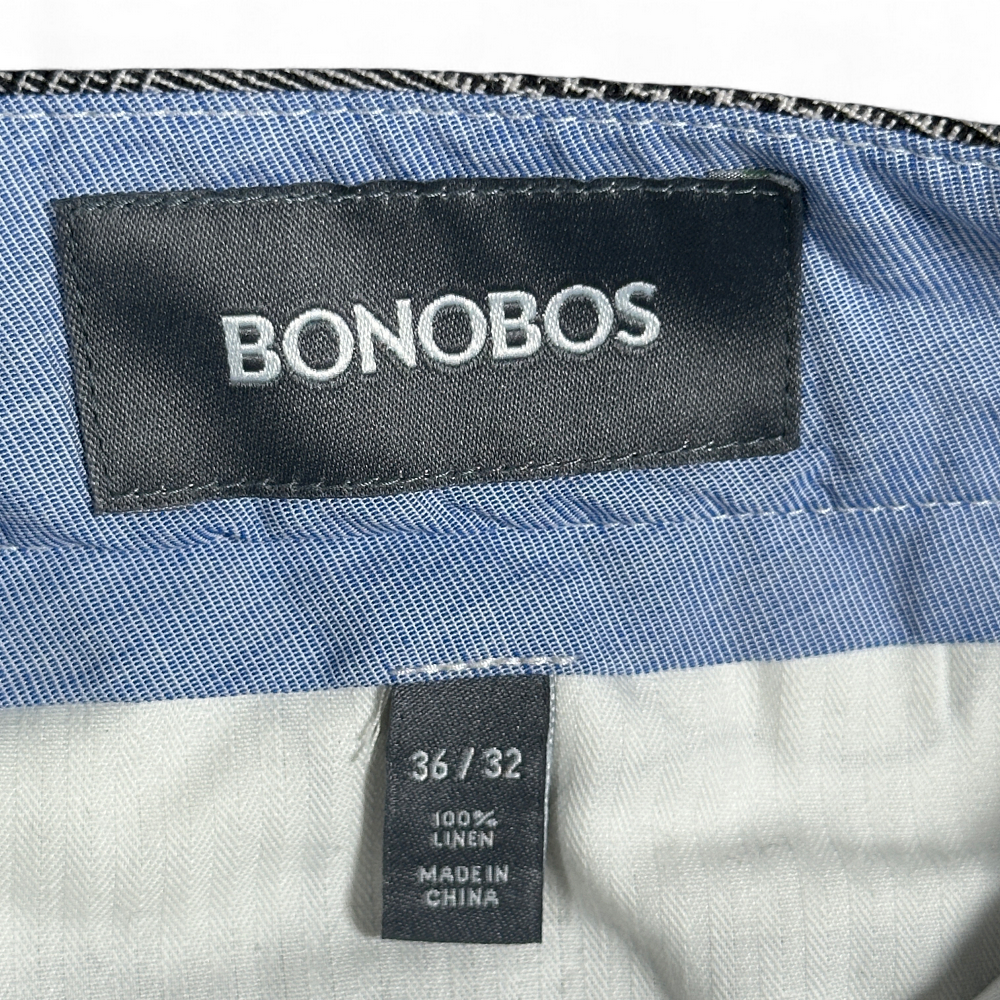 BONOBOS
36 / 32
100%
LINEN
MADE IN
CHINA